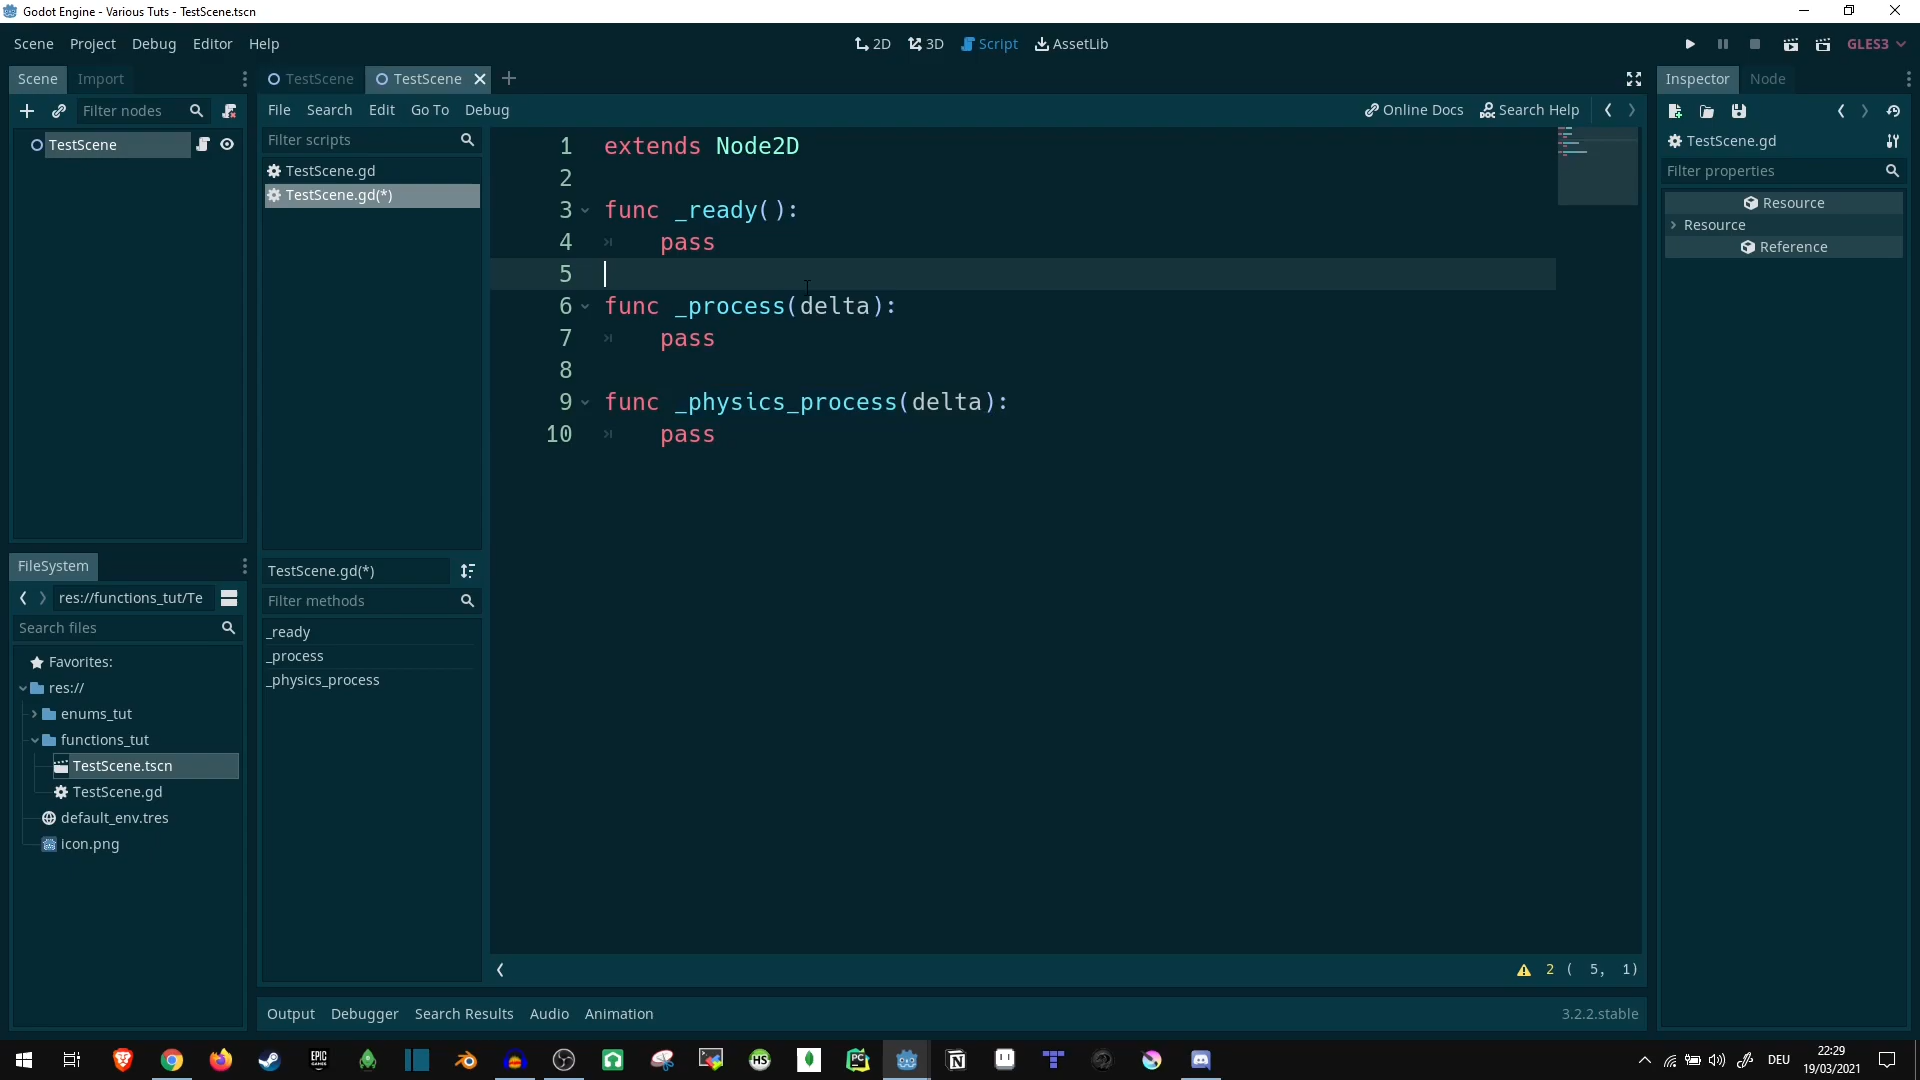 Godot Engine - Various Tuts - TestScene.tscn
Scene Project Debug Editor Help
2D 3D Script AssetLib
GLES3
Scene Import
TestScene TestScene
Inspector Node
Filter nodes
File Search Edit Go To Debug
Online Docs Search Help
TestScene
Filter scripts
TestScene.gd
TestScene.gd(*)
TestScene.gd(*)
Filter methods
_ready
_process
_physics_process
1 extends Node2D
2
3 func _ready():
4 pass
5
6 func _process(delta):
7 pass
8
9 func _physics_process(delta):
10 pass
2 ( 5, 1)
TestScene.gd
Filter properties
Resource
Resource
Reference
FileSystem
res://functions_tut/Te
Search files
Favorites:
res://
enums_tut
functions_tut
TestScene.tscn
TestScene.gd
default_env.tres
icon.png
Output Debugger Search Results Audio Animation
3.2.2.stable
EPIC
GAMES
HS
PC
DEU
22:29
19/03/2021